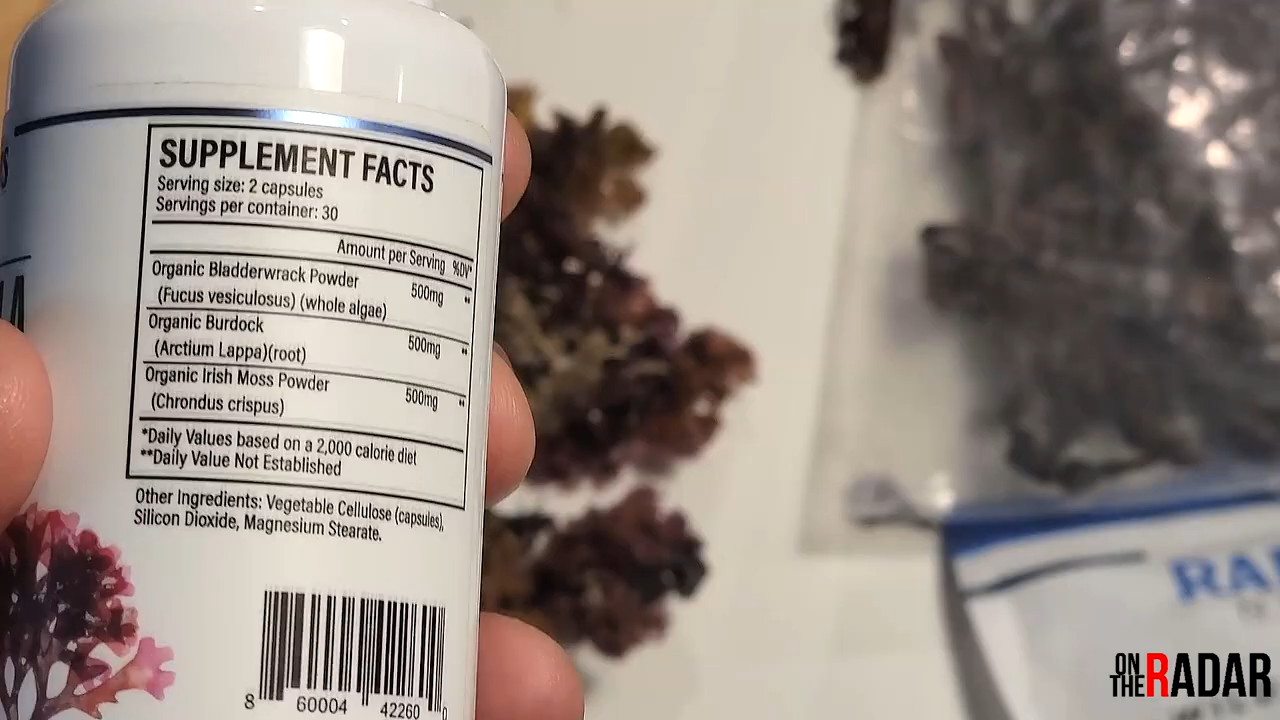 SUPPLEMENT FACTS
Serving size: 2 capsules
Servings per container: 30
Amount per Serving %DV*
Organic Bladderwrack Powder
500mg **
(Fucus vesiculosus) (whole algae)
Organic Burdock
500mg **
(Arctium Lappa)(root)
Organic Irish Moss Powder
500mg **
(Chrondus crispus)
*Daily Values based on a 2,000 calorie diet
**Daily Value Not Established
Other Ingredients: Vegetable Cellulose (capsules),
Silicon Dioxide, Magnesium Stearate.
8 60004 42260 0
ON
THE RADAR